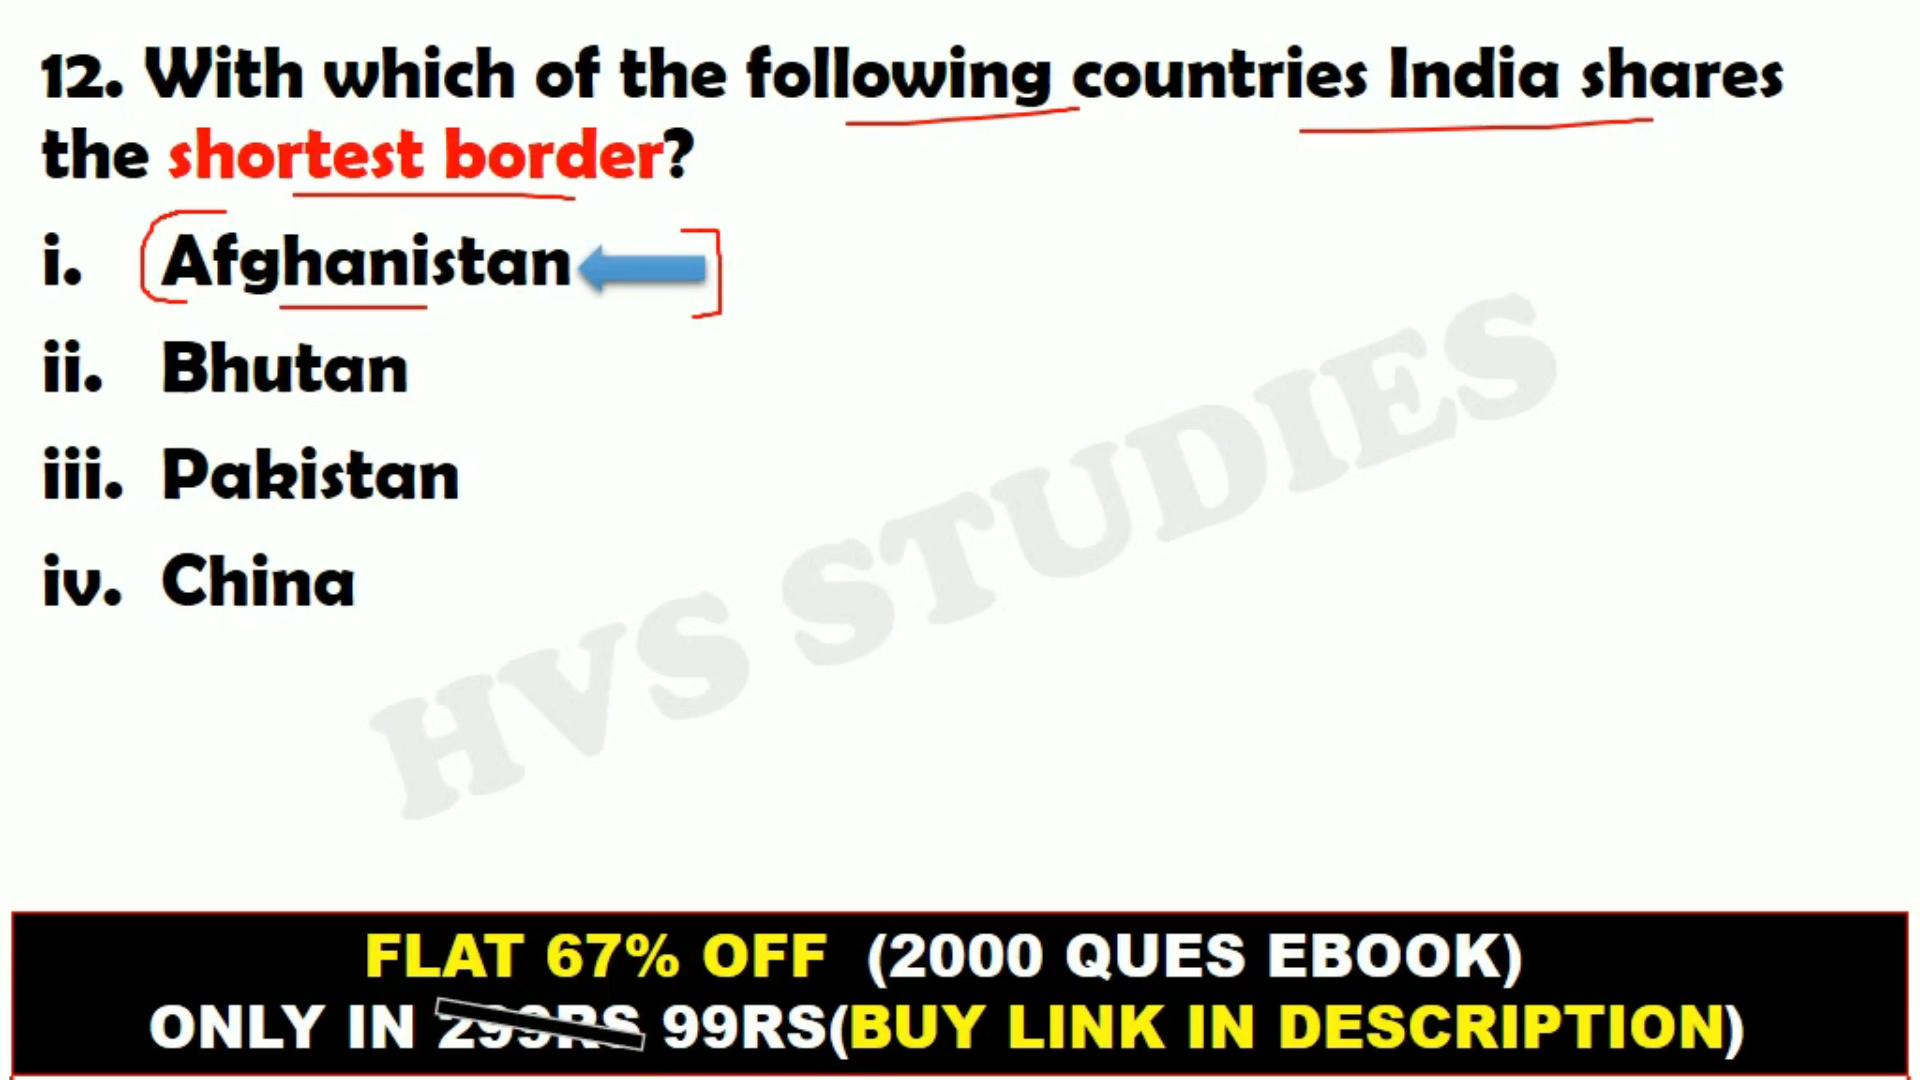 12. With which of the following countries India shares
the shortest border?
i. Afghanistan
ii. Bhutan
iii. Pakistan
iv. China
HVS STUDIES
FLAT 67% OFF (2000 QUES EBOOK)
ONLY IN 299RS 99RS(BUY LINK IN DESCRIPTION)